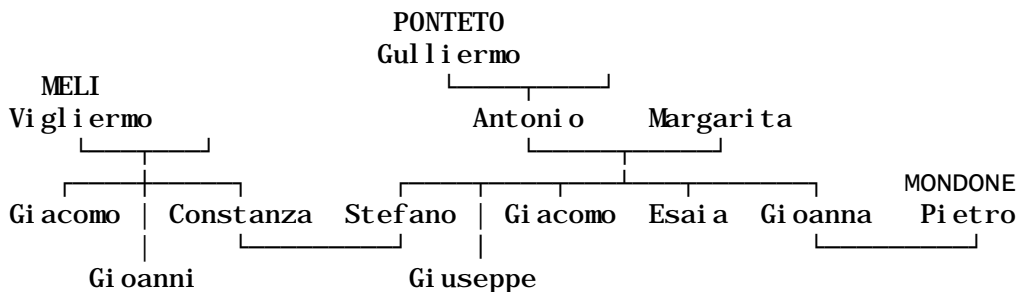 PONTETO
Gulliermo
MELI
Vigliermo Antonio Margarita
MONDONE
Giacomo Constanza Stefano Giacomo Esaia Gioanna Pietro
Gioanni Giuseppe